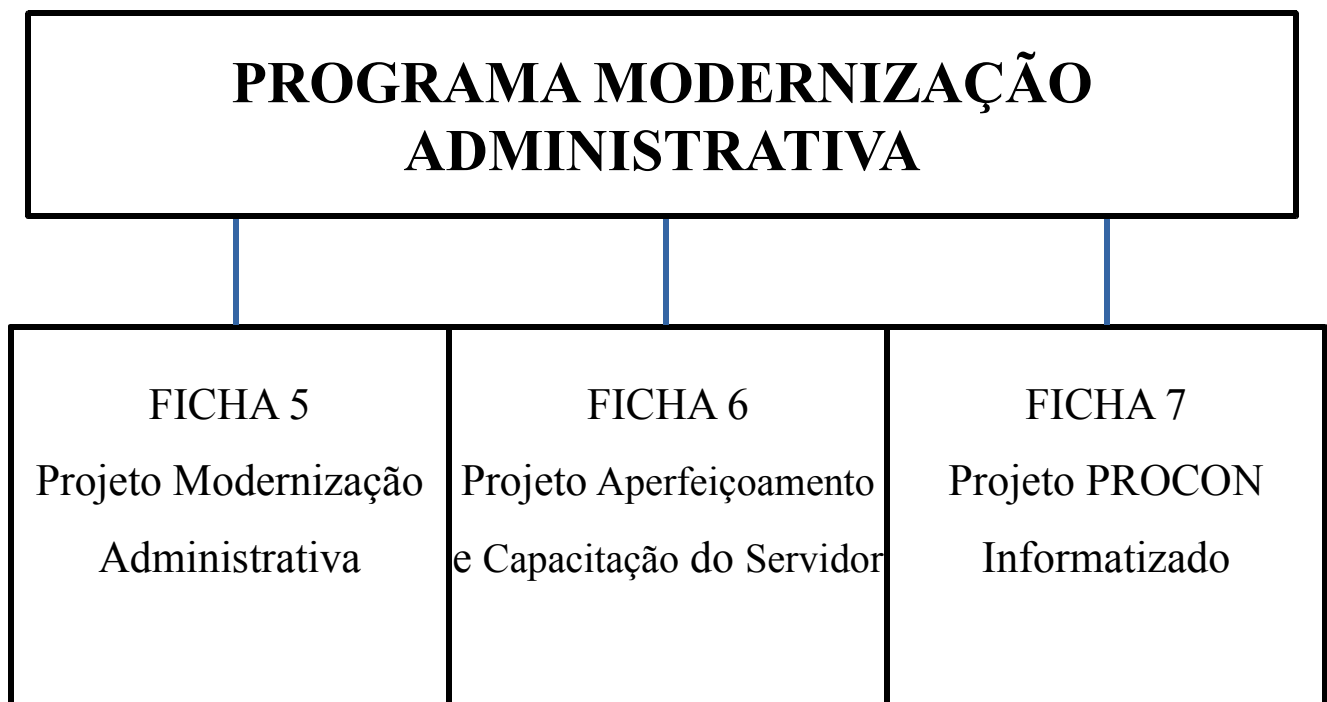 PROGRAMA MODERNIZAÇÃO
ADMINISTRATIVA
FICHA 5
Projeto Modernização
Administrativa
FICHA 6
Projeto Aperfeiçoamento
e Capacitação do Servidor
FICHA 7
Projeto PROCON
Informatizado